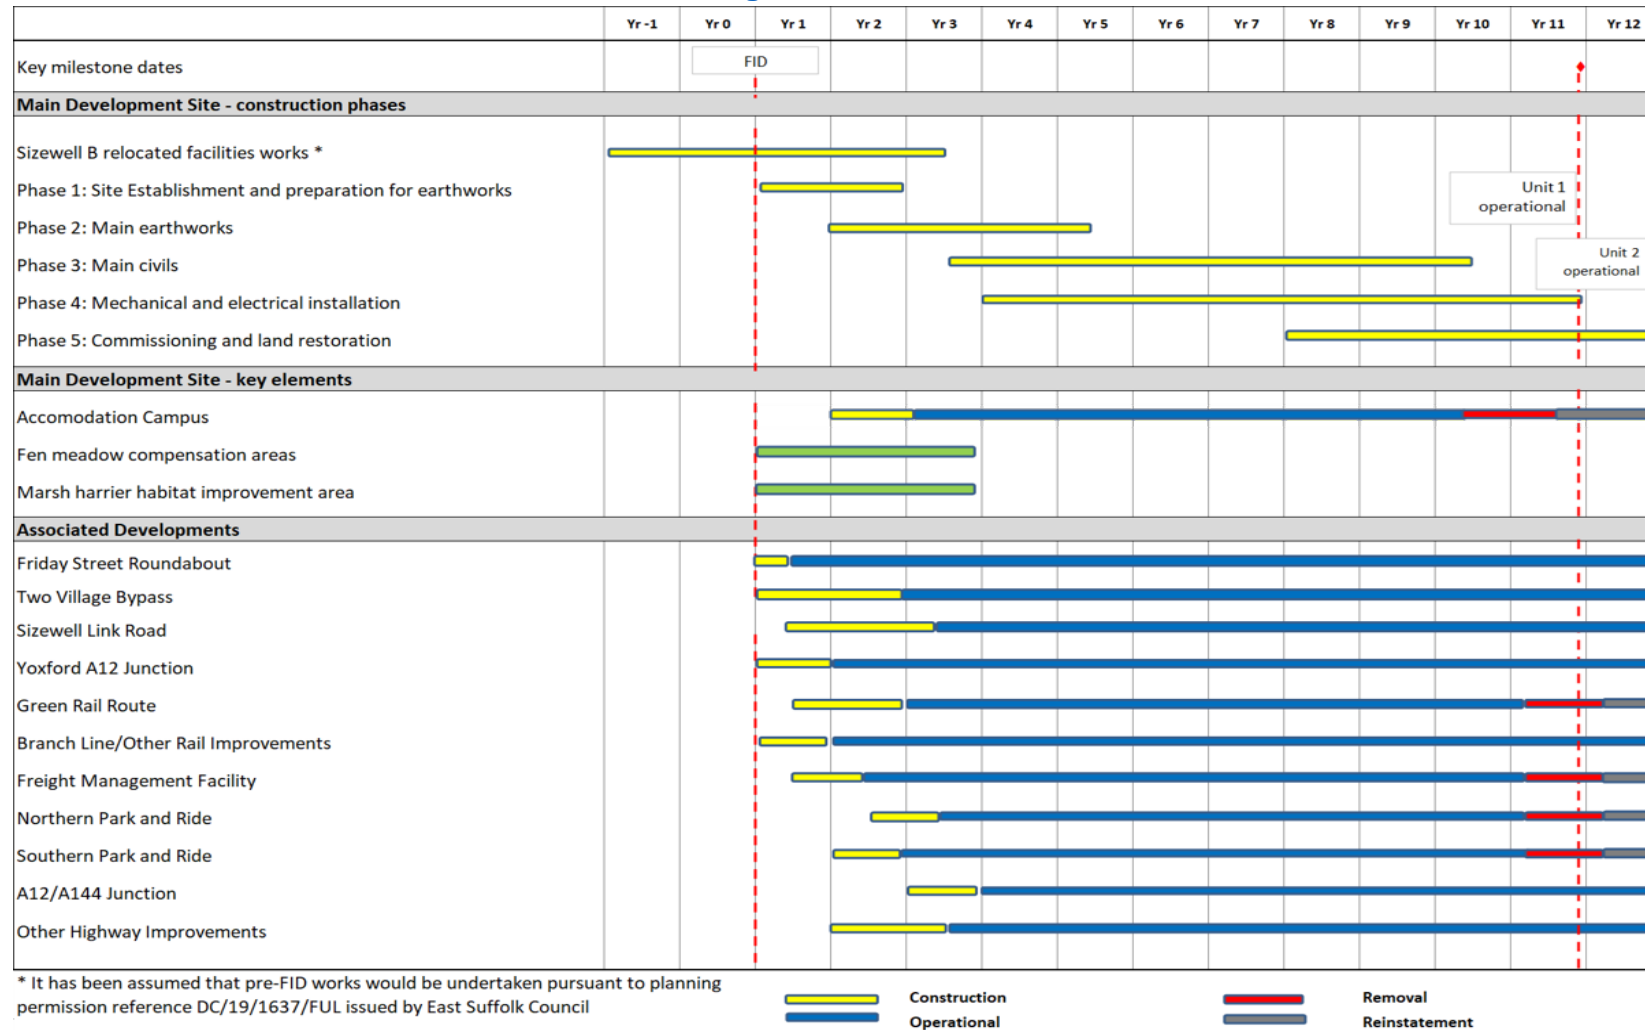 Yr -1 Yr 0 Yr 1 Yr 2 Yr 3 Yr 4 Yr 5 Yr 6 Yr 7 Yr 8 Yr 9 Yr 10 Yr 11 Yr 12
Key milestone dates
FID
Main Development Site - construction phases
Sizewell B relocated facilities works *
Phase 1: Site Establishment and preparation for earthworks
Unit 1
operational
Phase 2: Main earthworks
Phase 3: Main civils
Unit 2
operational
Phase 4: Mechanical and electrical installation
Phase 5: Commissioning and land restoration
Main Development Site - key elements
Accomodation Campus
Fen meadow compensation areas
Marsh harrier habitat improvement area
Associated Developments
Friday Street Roundabout
Two Village Bypass
Sizewell Link Road
Yoxford A12 Junction
Green Rail Route
Branch Line/Other Rail Improvements
Freight Management Facility
Northern Park and Ride
Southern Park and Ride
A12/A144 Junction
Other Highway Improvements
* It has been assumed that pre-FID works would be undertaken pursuant to planning
permission reference DC/19/1637/FUL issued by East Suffolk Council
Construction
Operational
Removal
Reinstatement